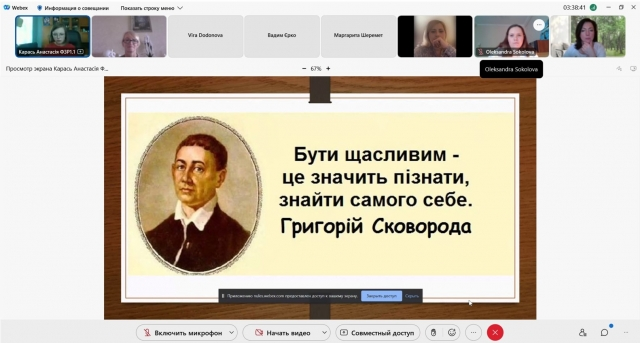 Webex
Информация о совещании
Показать строку меню
03:38:41
Карась Анастасія ФЗР1.1
Vira Dodonova
Вадим Єрко
Маргарита Шеремет
Oleksandra Sokolova
Просмотр экрана Карась Анастасія Ф...
67%
Oleksandra Sokolova
Бути щасливим -
це значить пізнати,
знайти самого себе.
Григорій Сковорода
Закрыть доступ
Скрыть
Включить микрофон
Начать видео
Совместный доступ